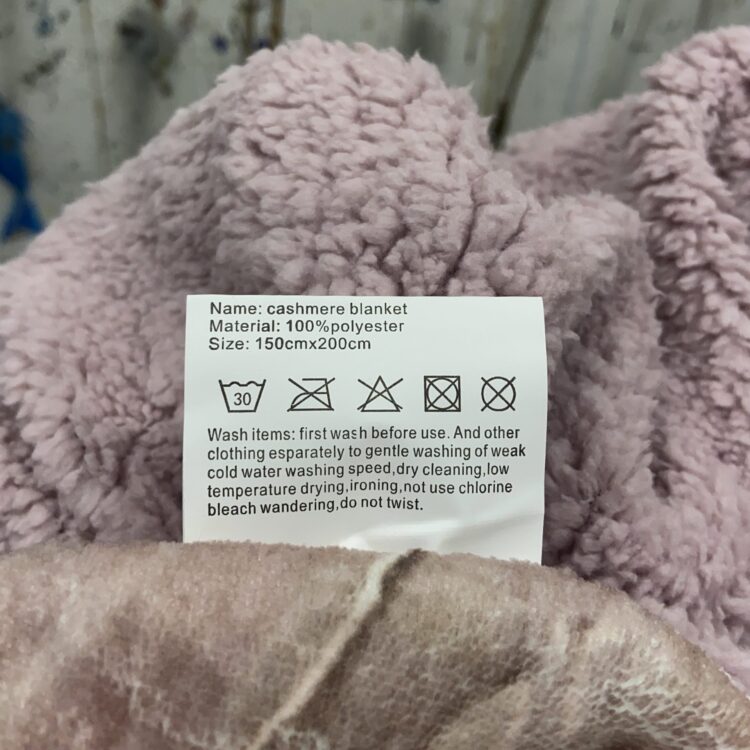 Name: cashmere blanket
Material: 100%polyester
Size: 150cmx200cm
30
Wash items: first wash before use. And other
clothing esparately to gentle washing of weak
cold water washing speed,dry cleaning,low
temperature drying,ironing,not use chlorine
bleach wandering,do not twist.